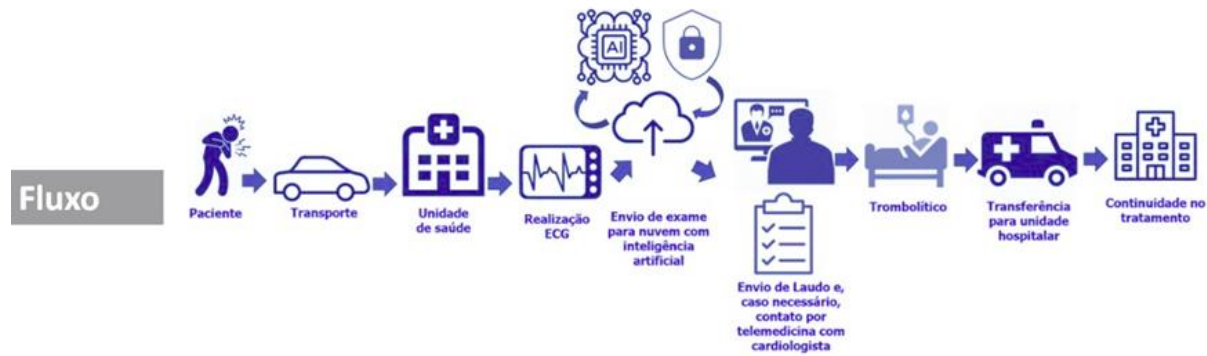 Fluxo
Paciente
Transporte
Unidade
de saúde
Realização
ECG
Envio de exame
para nuvem com
inteligência
artificial
AI
Envio de Laudo e,
caso necessário,
contato por
telemedicina com
cardiologista
Trombolítico
Transferência
para unidade
hospitalar
Continuidade no
tratamento